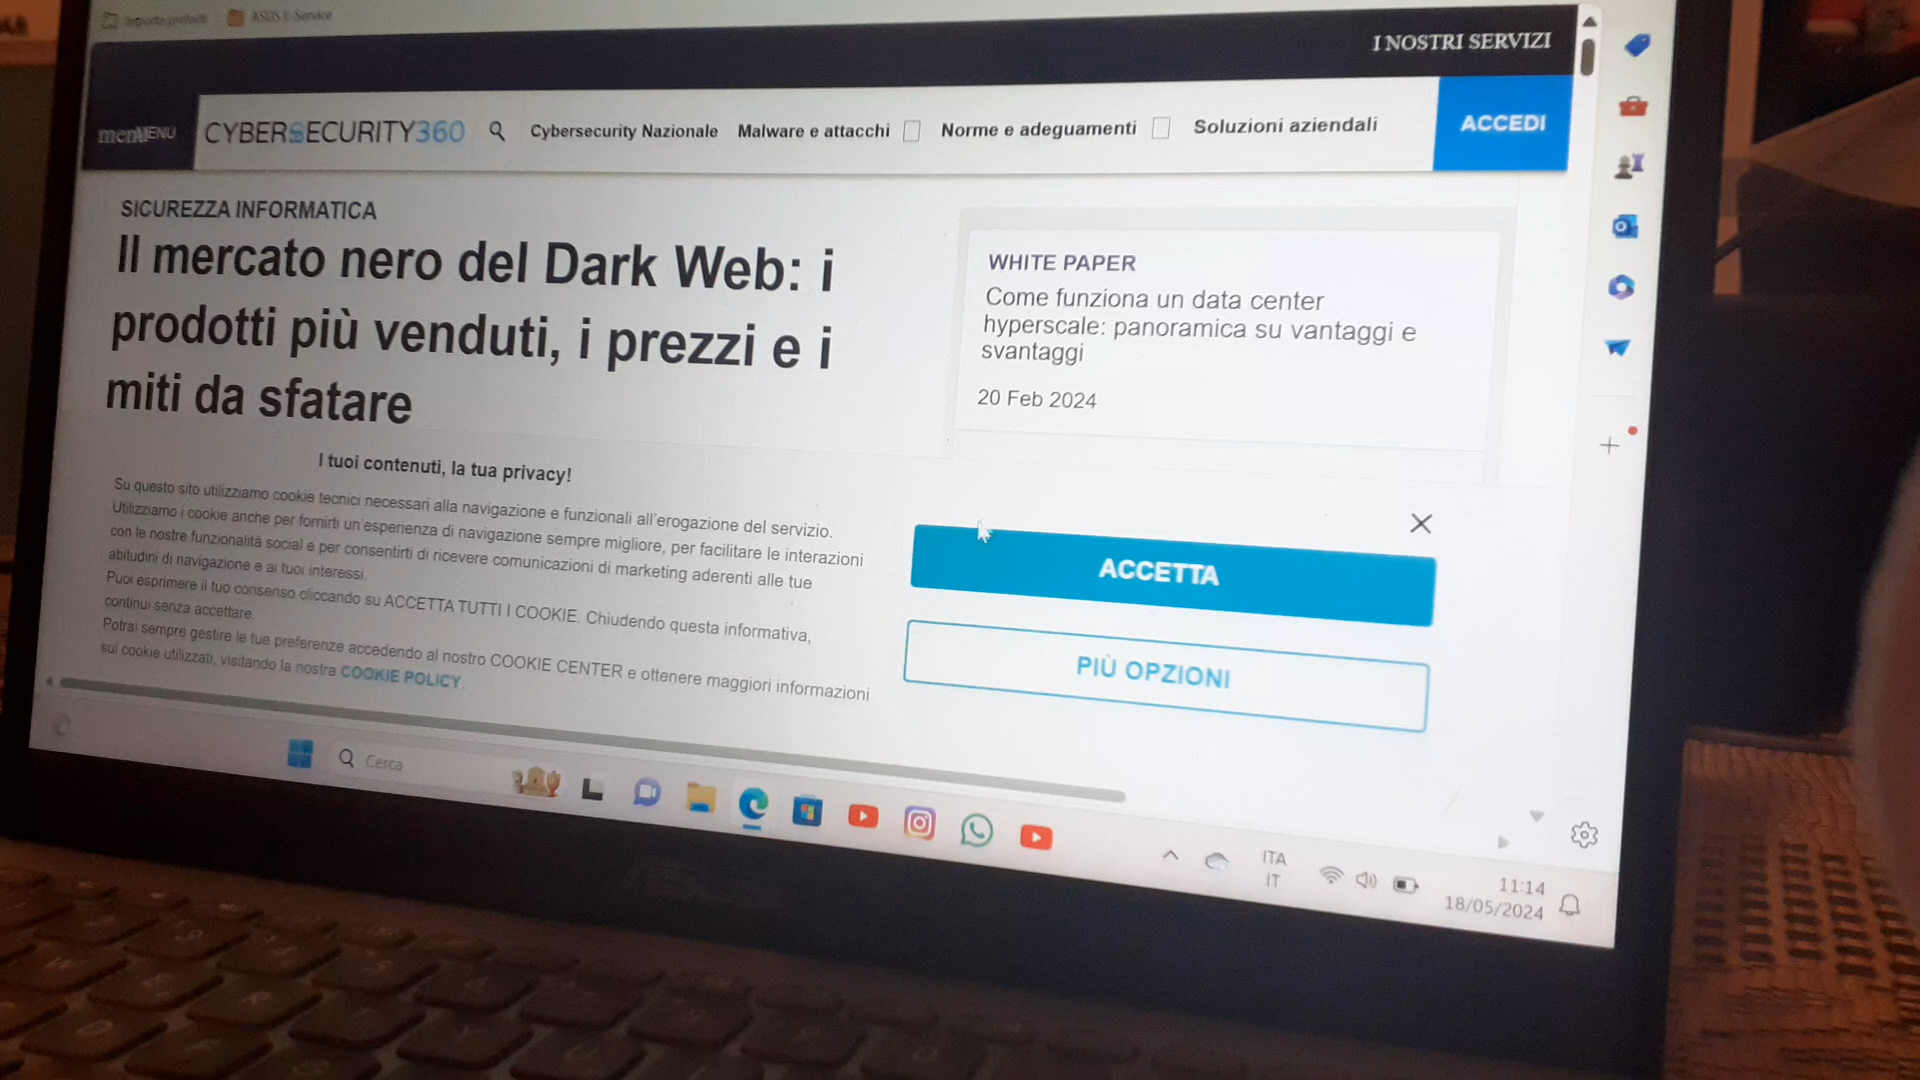 Importa preferiti ASUS E-Service
I NOSTRI SERVIZI
menu MENU CYBERSECURITY360 Cybersecurity Nazionale Malware e attacchi Norme e adeguamenti Soluzioni aziendali ACCEDI
SICUREZZA INFORMATICA
Il mercato nero del Dark Web: i
prodotti più venduti, i prezzi e i
miti da sfatare
WHITE PAPER
Come funziona un data center
hyperscale: panoramica su vantaggi e
svantaggi
20 Feb 2024
I tuoi contenuti, la tua privacy!
Su questo sito utilizziamo cookie tecnici necessari alla navigazione e funzionali all'erogazione del servizio.
Utilizziamo i cookie anche per fornirti un'esperienza di navigazione sempre migliore, per facilitare le interazioni
con le nostre funzionalità social e per consentirti di ricevere comunicazioni di marketing aderenti alle tue
abitudini di navigazione e ai tuoi interessi.
Puoi esprimere il tuo consenso cliccando su ACCETTA TUTTI I COOKIE. Chiudendo questa informativa,
continui senza accettare.
Potrai sempre gestire le tue preferenze accedendo al nostro COOKIE CENTER e ottenere maggiori informazioni
sui cookie utilizzati, visitando la nostra COOKIE POLICY.
ACCETTA
PIÙ OPZIONI
Cerca
ITA
IT
11:14
18/05/2024